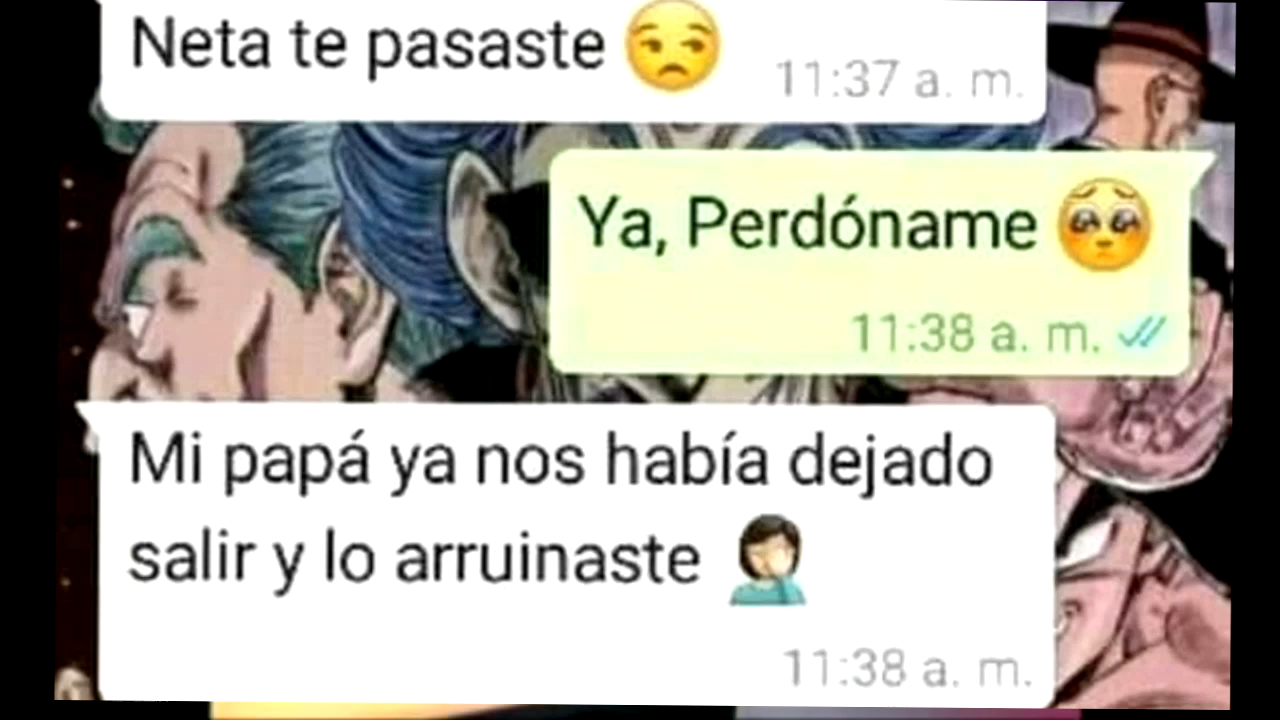 Neta te pasaste 😒
11:37 a. m.
Ya, Perdóname 🥺
11:38 a. m.
Mi papá ya nos había dejado
salir y lo arruinaste 🤦🏻‍♀️
11:38 a. m.